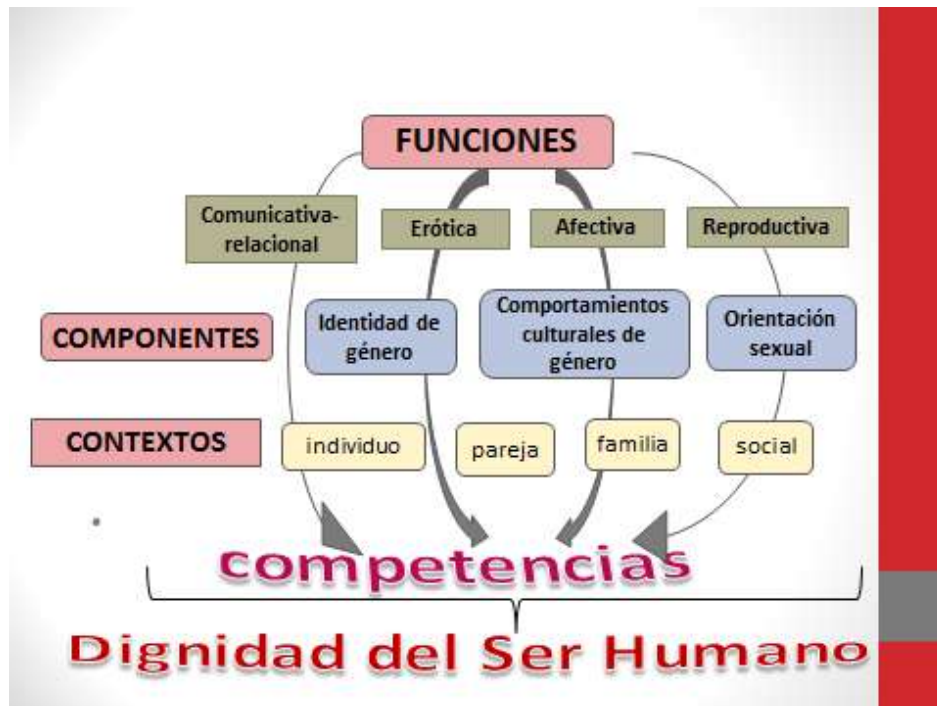 FUNCIONES
Comunicativa-
relacional
Erótica
Afectiva
Reproductiva
COMPONENTES
Identidad de
género
Comportamientos
culturales de
género
Orientación
sexual
CONTEXTOS
individuo
pareja
familia
social
competencias
Dignidad del Ser Humano